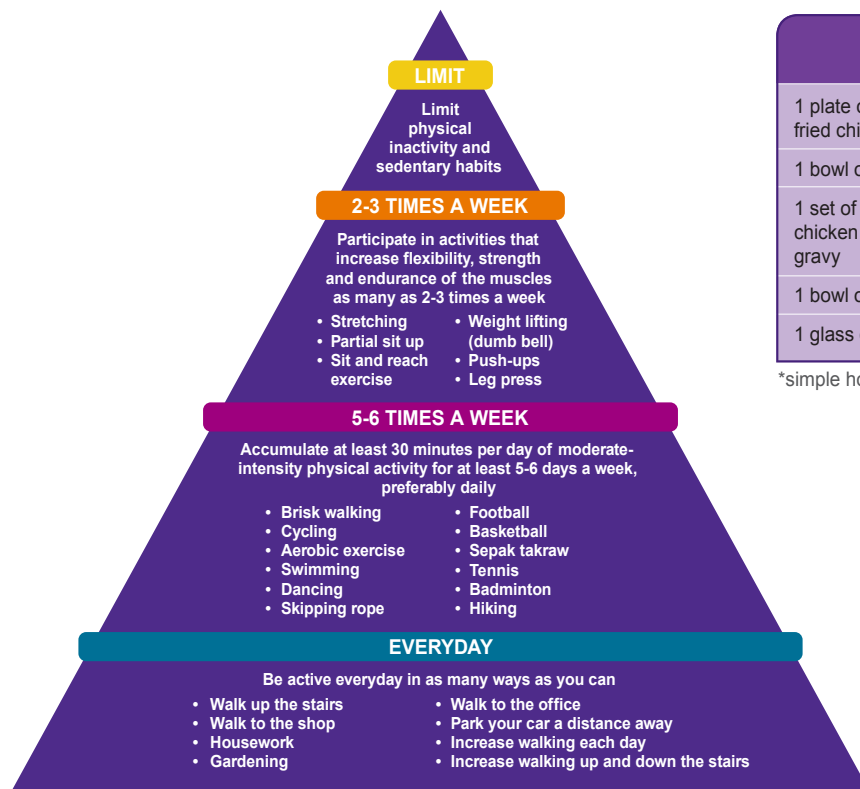 LIMIT
Limit
physical
inactivity and
sedentary habits
2-3 TIMES A WEEK
Participate in activities that
increase flexibility, strength
and endurance of the muscles
as many as 2-3 times a week
• Stretching
• Partial sit up
• Sit and reach
exercise
• Weight lifting
(dumb bell)
• Push-ups
• Leg press
5-6 TIMES A WEEK
Accumulate at least 30 minutes per day of moderate-
intensity physical activity for at least 5-6 days a week,
preferably daily
• Brisk walking
• Cycling
• Aerobic exercise
• Swimming
• Dancing
• Skipping rope
• Football
• Basketball
• Sepak takraw
• Tennis
• Badminton
• Hiking
EVERYDAY
Be active everyday in as many ways as you can
• Walk up the stairs
• Walk to the shop
• Housework
• Gardening
• Walk to the office
• Park your car a distance away
• Increase walking each day
• Increase walking up and down the stairs
1 plate
fried
1 bowl
1 set of
chicken
gravy
1 bowl
1 glass
*simple